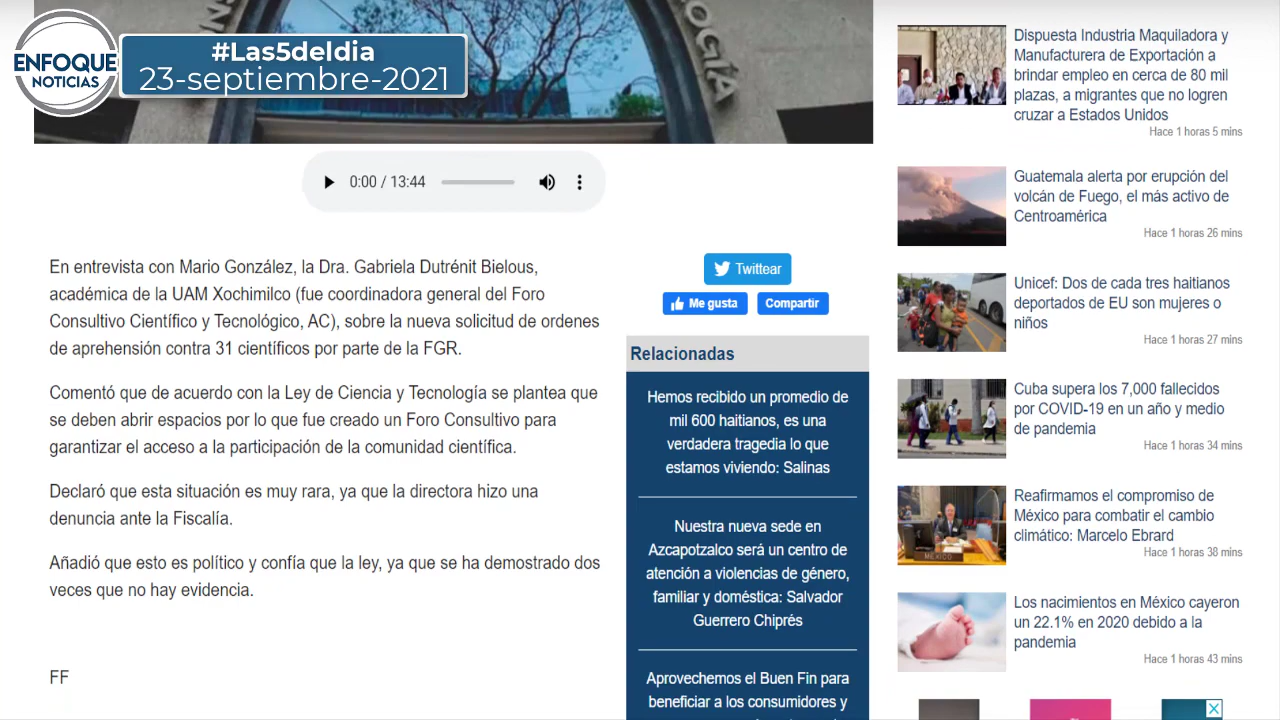 ENFOQUE
NOTICIAS
#Las5deldia
23-septiembre-2021
OGÍA
0:00 / 13:44
En entrevista con Mario González, la Dra. Gabriela Dutrénit Bielous,
académica de la UAM Xochimilco (fue coordinadora general del Foro
Consultivo Científico y Tecnológico, AC), sobre la nueva solicitud de ordenes
de aprehensión contra 31 científicos por parte de la FGR.
Comentó que de acuerdo con la Ley de Ciencia y Tecnología se plantea que
se deben abrir espacios por lo que fue creado un Foro Consultivo para
garantizar el acceso a la participación de la comunidad científica.
Declaró que esta situación es muy rara, ya que la directora hizo una
denuncia ante la Fiscalía.
Añadió que esto es político y confía que la ley, ya que se ha demostrado dos
veces que no hay evidencia.
FF
Twittear
Me gusta
Compartir
Relacionadas
Hemos recibido un promedio de
mil 600 haitianos, es una
verdadera tragedia lo que
estamos viviendo: Salinas
Nuestra nueva sede en
Azcapotzalco será un centro de
atención a violencias de género,
familiar y doméstica: Salvador
Guerrero Chiprés
Aprovechemos el Buen Fin para
beneficiar a los consumidores y
Dispuesta Industria Maquiladora y
Manufacturera de Exportación a
brindar empleo en cerca de 80 mil
plazas, a migrantes que no logren
cruzar a Estados Unidos
Hace 1 horas 5 mins
Guatemala alerta por erupción del
volcán de Fuego, el más activo de
Centroamérica
Hace 1 horas 26 mins
Unicef: Dos de cada tres haitianos
deportados de EU son mujeres o
niños
Hace 1 horas 27 mins
Cuba supera los 7,000 fallecidos
por COVID-19 en un año y medio
de pandemia
Hace 1 horas 34 mins
MÉXICO
Reafirmamos el compromiso de
México para combatir el cambio
climático: Marcelo Ebrard
Hace 1 horas 38 mins
Los nacimientos en México cayeron
un 22.1% en 2020 debido a la
pandemia
Hace 1 horas 43 mins